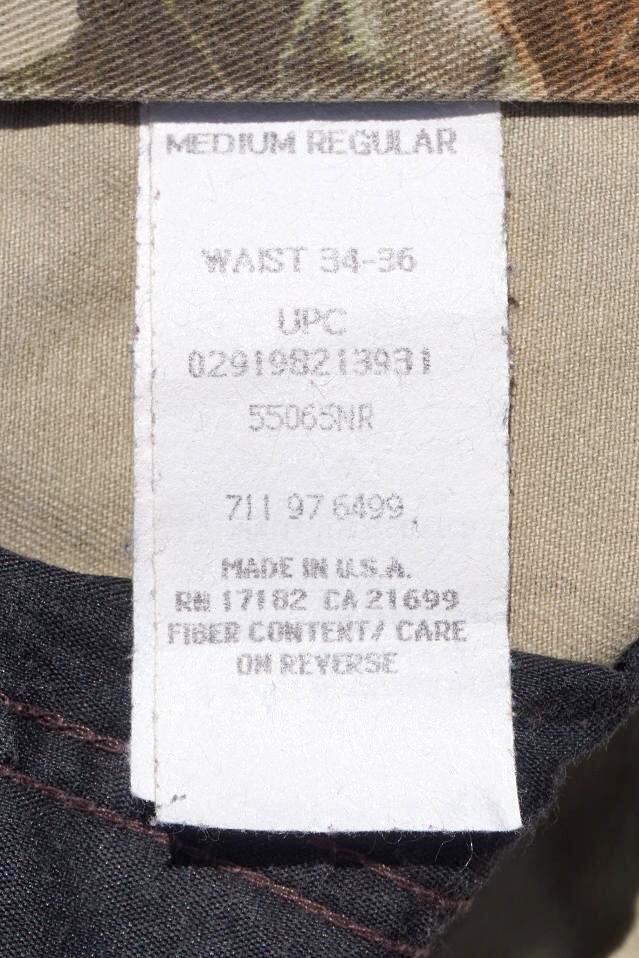 MEDIUM REGULAR
WAIST 34-36
UPC
029198213931
55065NR
711 97 6499
MADE IN U.S.A.
RN 17182 CA 21699
FIBER CONTENT/ CARE
ON REVERSE